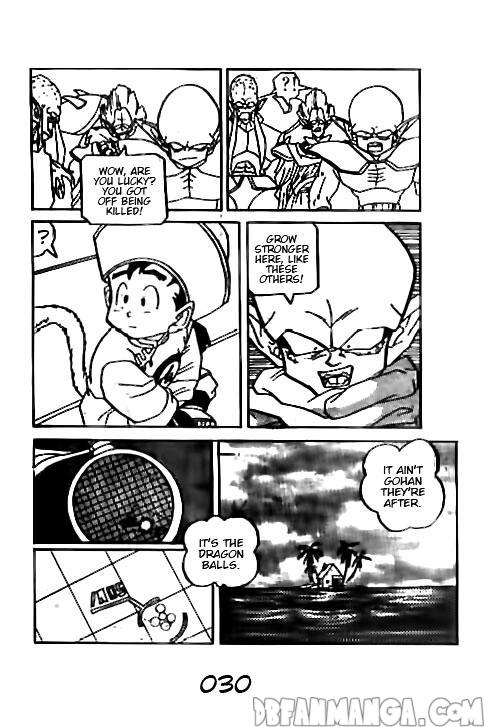 WOW, ARE
YOU LUCKY?
YOU GOT
OFF BEING
KILLED!
?
?
GROW
STRONGER
HERE, LIKE
THESE
OTHERS!
IT AIN'T
GOHAN
THEY'RE
AFTER.
IT'S THE
DRAGON
BALLS.
030
DBFANMANGA.COM